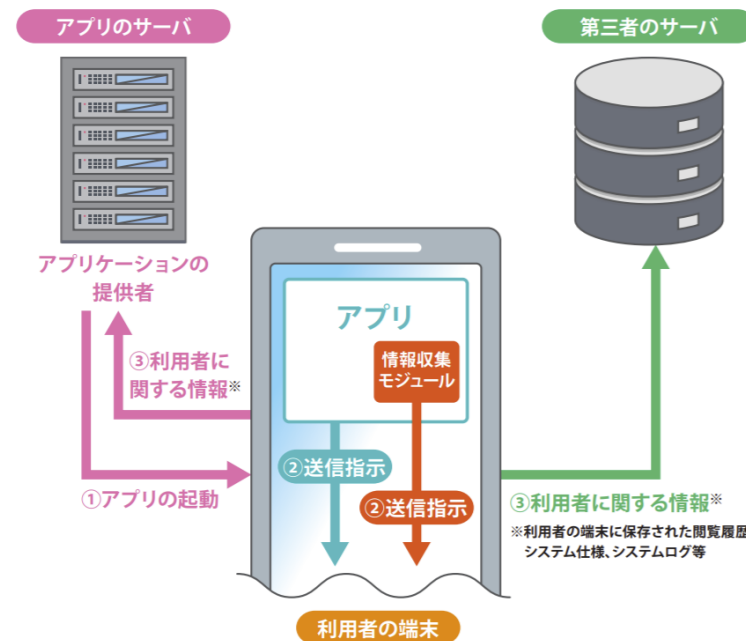 アプリのサーバ
第三者のサーバ
アプリケーションの
提供者
アプリ
情報収集
モジュール
③利用者に
関する情報※
②送信指示
①アプリの起動
②送信指示
③利用者に関する情報※
※利用者の端末に保存された閲覧履歴
システム仕様、システムログ等
利用者の端末